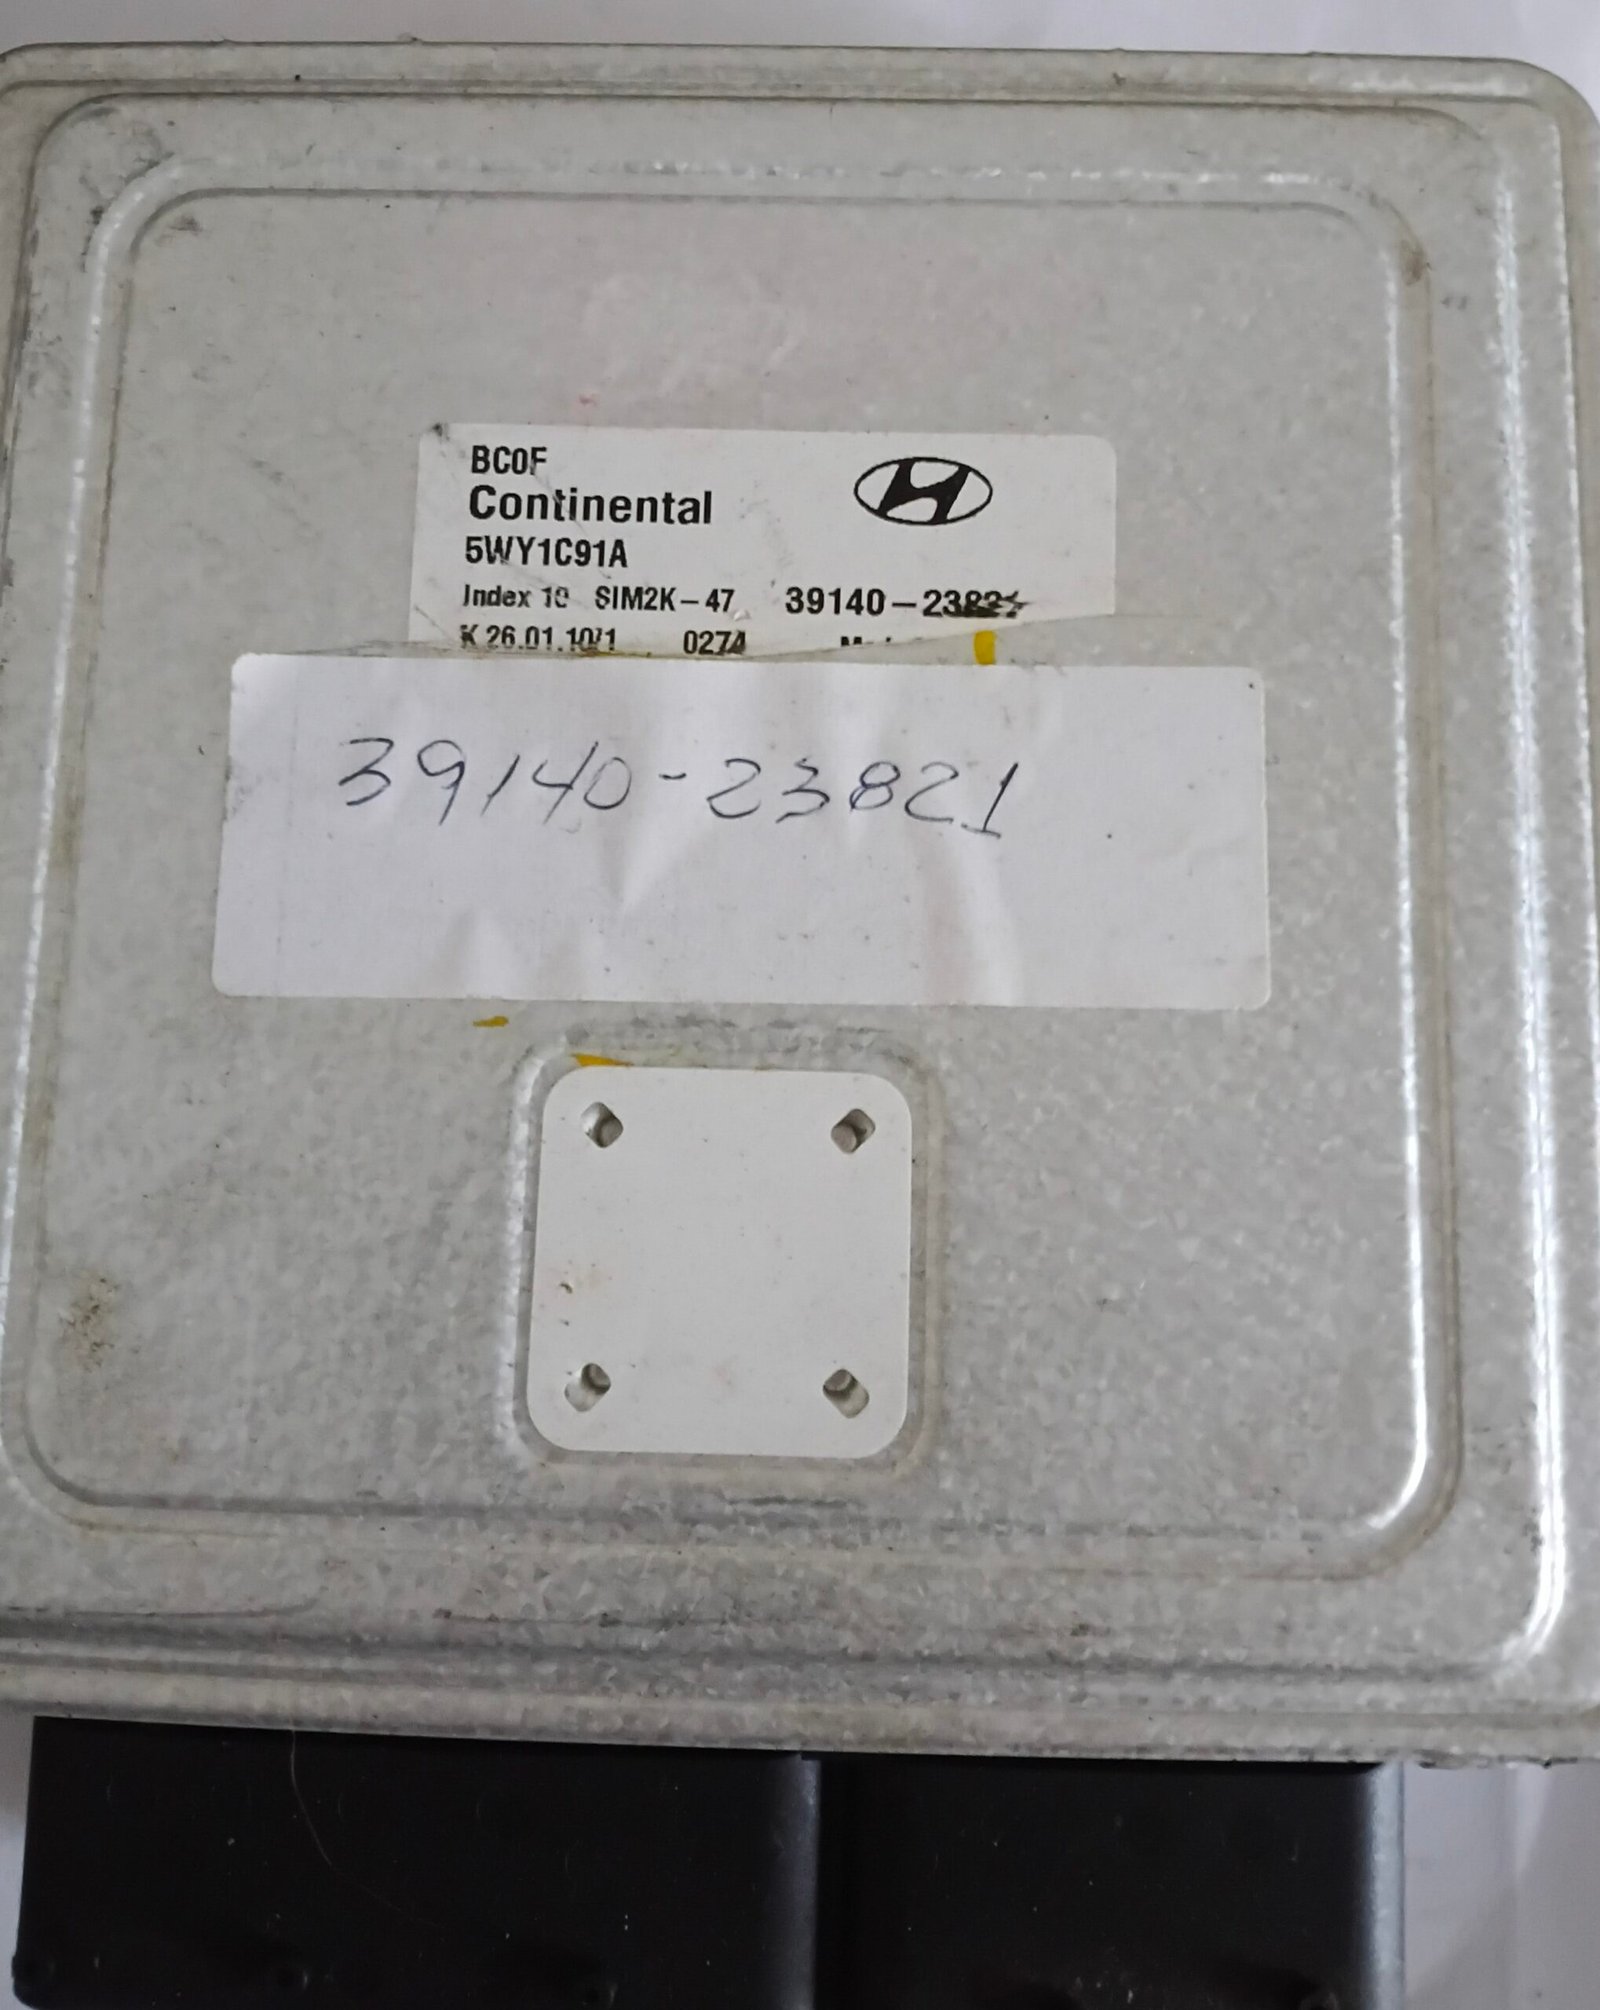 BC0F
Continental
5WY1C91A
Index 10 SIM2K-47 39140-23821
K 26.01.10/1 0274
39140-23821